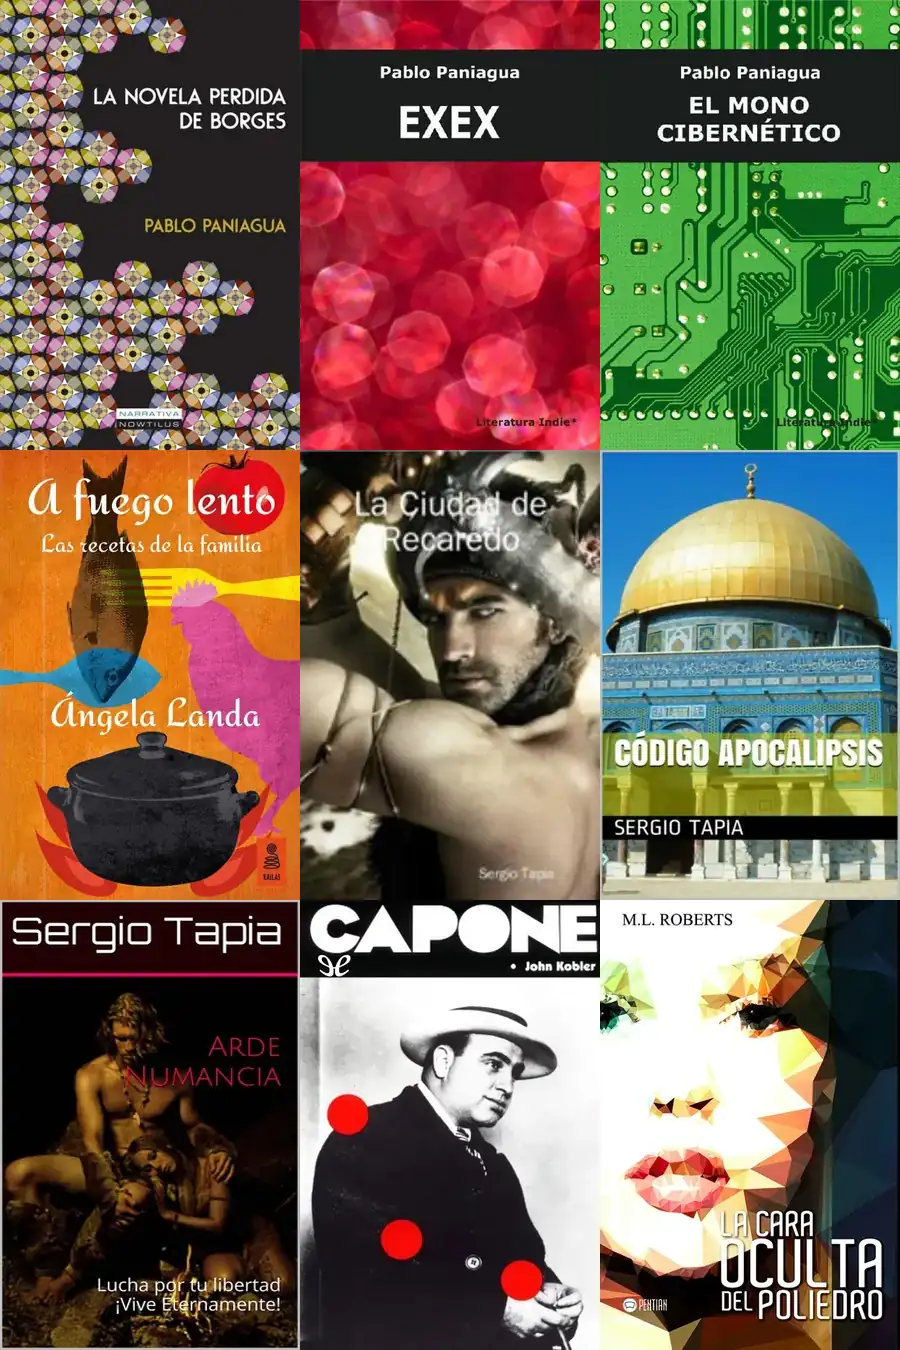 LA NOVELA PERDIDA
DE BORGES
PABLO PANIAGUA
NARRATIVA
NOWTILUS
Pablo Paniagua
EXEX
Literatura Indie*
Pablo Paniagua
EL MONO
CIBERNÉTICO
Literatura Indie*
A fuego lento
Las recetas de la familia
Ángela Landa
KAILAS
La Ciudad de
Recaredo
Sergio Tapia
CÓDIGO APOCALIPSIS
SERGIO TAPIA
Sergio Tapia
ARDE
NUMANCIA
Lucha por tu libertad
¡Vive Eternamente!
CAPONE
• John Kobler
M.L. ROBERTS
LA CARA
OCULTA
DEL POLIEDRO
PENTIAN